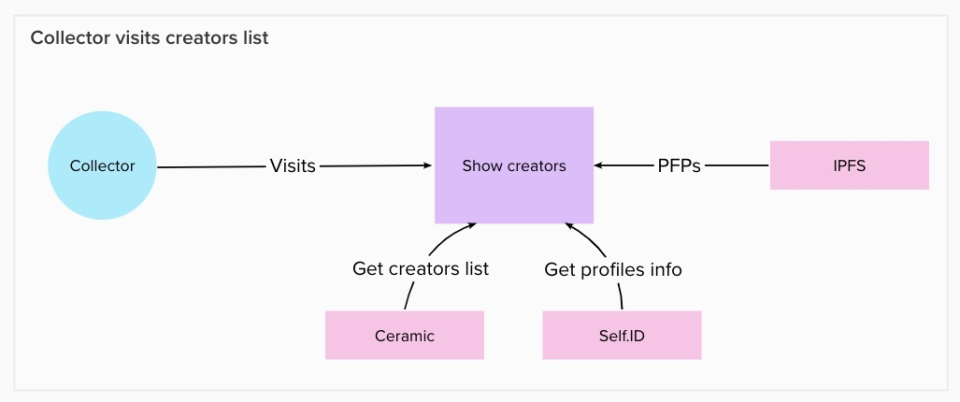 Collector visits creators list
Collector
Visits
Show creators
PFPs
IPFS
Get creators list
Get profiles info
Ceramic
Self.ID